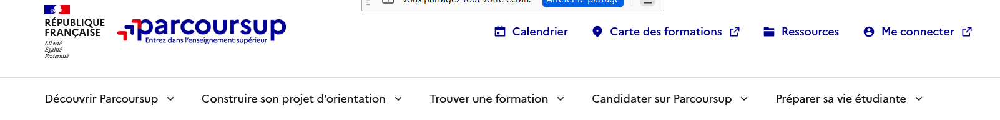 Vous partagez tout votre écran.
Arrêter le partage
RÉPUBLIQUE
FRANÇAISE
Liberté
Égalité
Fraternité
parcoursup
Entrez dans l'enseignement supérieur
Calendrier
Carte des formations
Ressources
Me connecter
Découvrir Parcoursup
Construire son projet d'orientation
Trouver une formation
Candidater sur Parcoursup
Préparer sa vie étudiante